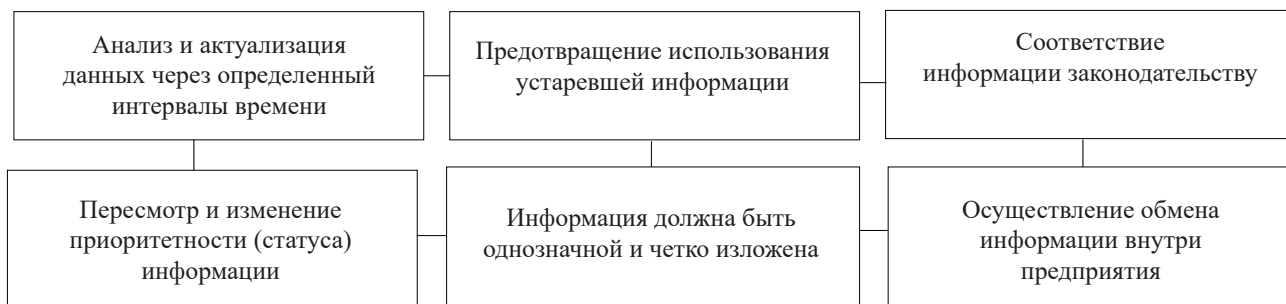 Анализ и актуализация
данных через определенный
интервалы времени
Предотвращение использования
устаревшей информации
Соответствие
информации законодательству
Пересмотр и изменение
приоритетности (статуса)
информации
Информация должна быть
однозначной и четко изложена
Осуществление обмена
информации внутри
предприятия